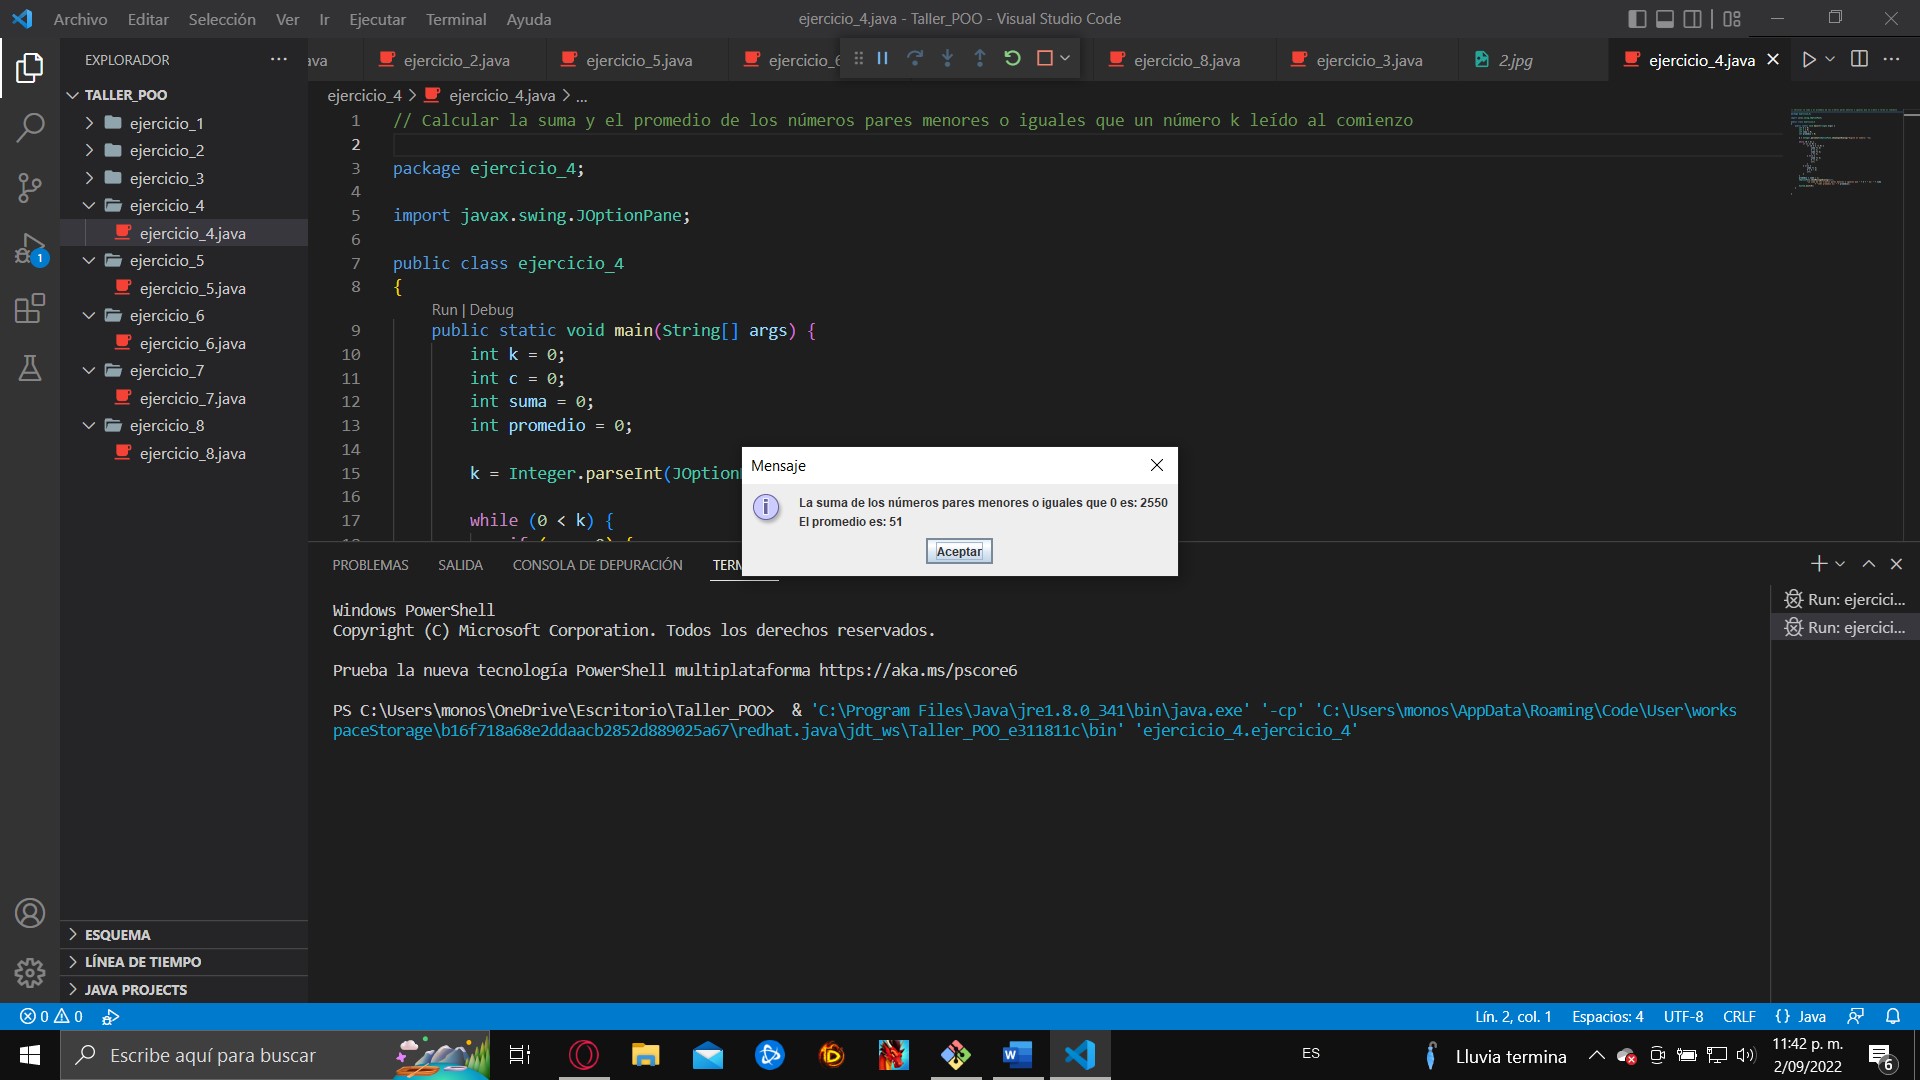 Archivo Editar Selección Ver Ir Ejecutar Terminal Ayuda
ejercicio_4.java - Taller_POO - Visual Studio Code
EXPLORADOR
ava
ejercicio_2.java
ejercicio_5.java
ejercicio_6
ejercicio_8.java
ejercicio_3.java
2.jpg
ejercicio_4.java
TALLER_POO
ejercicio_1
ejercicio_2
ejercicio_3
ejercicio_4
ejercicio_4.java
ejercicio_5
ejercicio_5.java
ejercicio_6
ejercicio_6.java
ejercicio_7
ejercicio_7.java
ejercicio_8
ejercicio_8.java
ESQUEMA
LÍNEA DE TIEMPO
JAVA PROJECTS
ejercicio_4 > ejercicio_4.java > ...
1 // Calcular la suma y el promedio de los números pares menores o iguales que un número k leído al comienzo
2
3 package ejercicio_4;
4
5 import javax.swing.JOptionPane;
6
7 public class ejercicio_4
8 {
Run | Debug
9 public static void main(String[] args) {
10 int k = 0;
11 int c = 0;
12 int suma = 0;
13 int promedio = 0;
14
15 k = Integer.parseInt(JOption
16
17 while (0 < k) {
Mensaje
La suma de los números pares menores o iguales que 0 es: 2550
El promedio es: 51
Aceptar
PROBLEMAS SALIDA CONSOLA DE DEPURACIÓN TERM
Windows PowerShell
Copyright (C) Microsoft Corporation. Todos los derechos reservados.
Prueba la nueva tecnología PowerShell multiplataforma https://aka.ms/pscore6
PS C:\Users\monos\OneDrive\Escritorio\Taller_POO> & 'C:\Program Files\Java\jre1.8.0_341\bin\java.exe' '-cp' 'C:\Users\monos\AppData\Roaming\Code\User\works
paceStorage\b16f718a68e2ddaacb2852d889025a67\redhat.java\jdt_ws\Taller_POO_e311811c\bin' 'ejercicio_4.ejercicio_4'
Run: ejercici...
Run: ejercici...
1
0 0
Lín. 2, col. 1 Espacios: 4 UTF-8 CRLF {} Java
Escribe aquí para buscar
ES
Lluvia termina
11:42 p. m.
2/09/2022
6